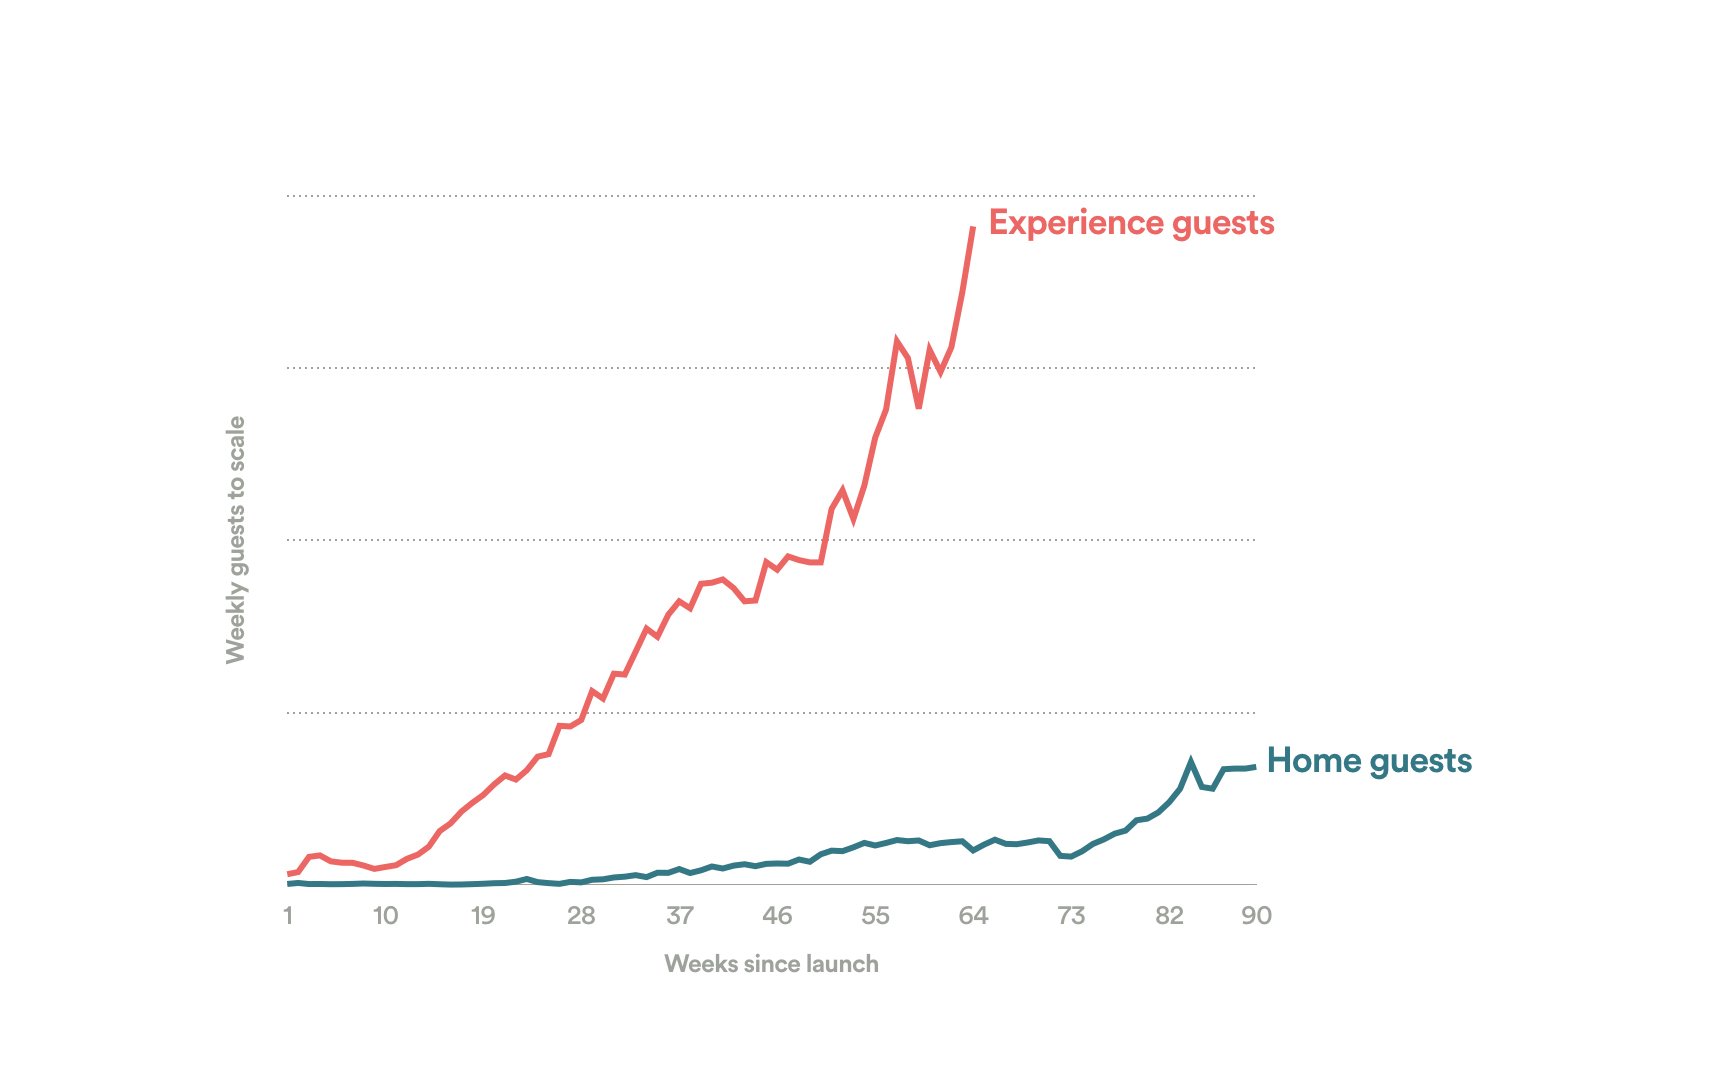 Experience guests
Weekly guests to scale
Home guests
1 10 19 28 37 46 55 64 73 82 90
Weeks since launch